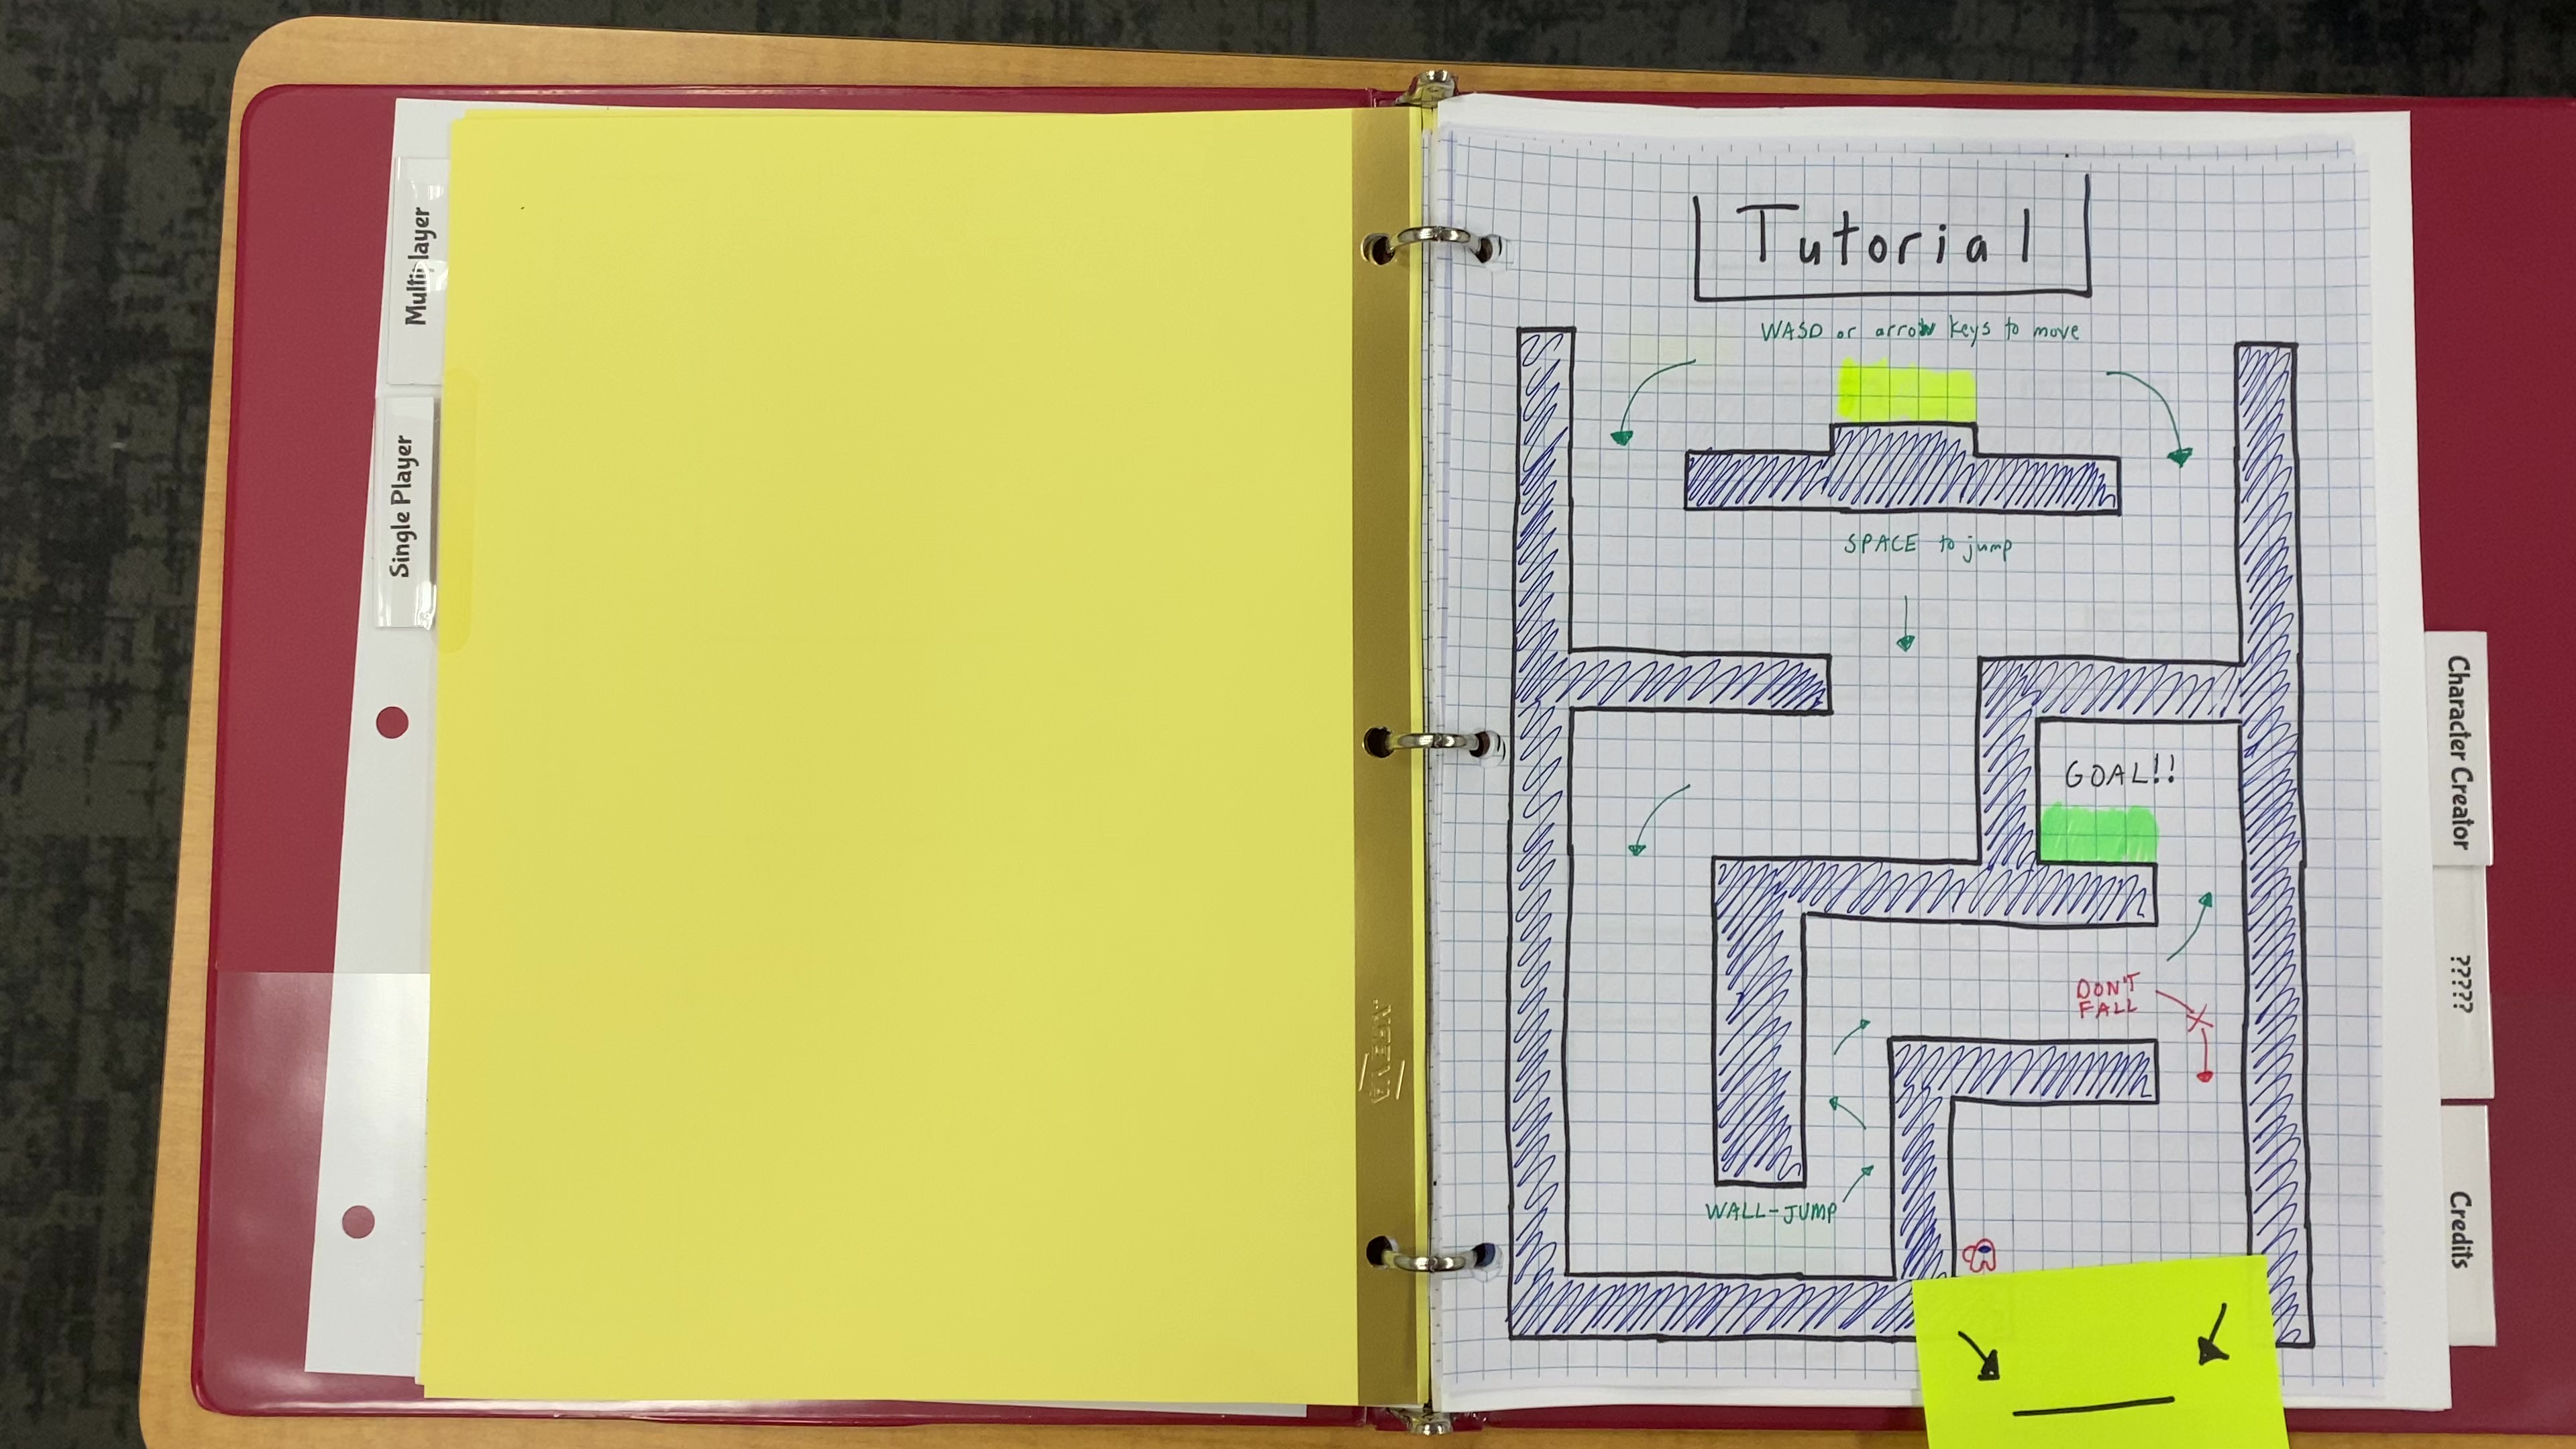 Multiplayer
Single Player
Tutorial
WASD or arrow keys to move
SPACE to jump
GOAL!!
DON'T
FALL
WALL-JUMP
Character Creator
?????
Credits